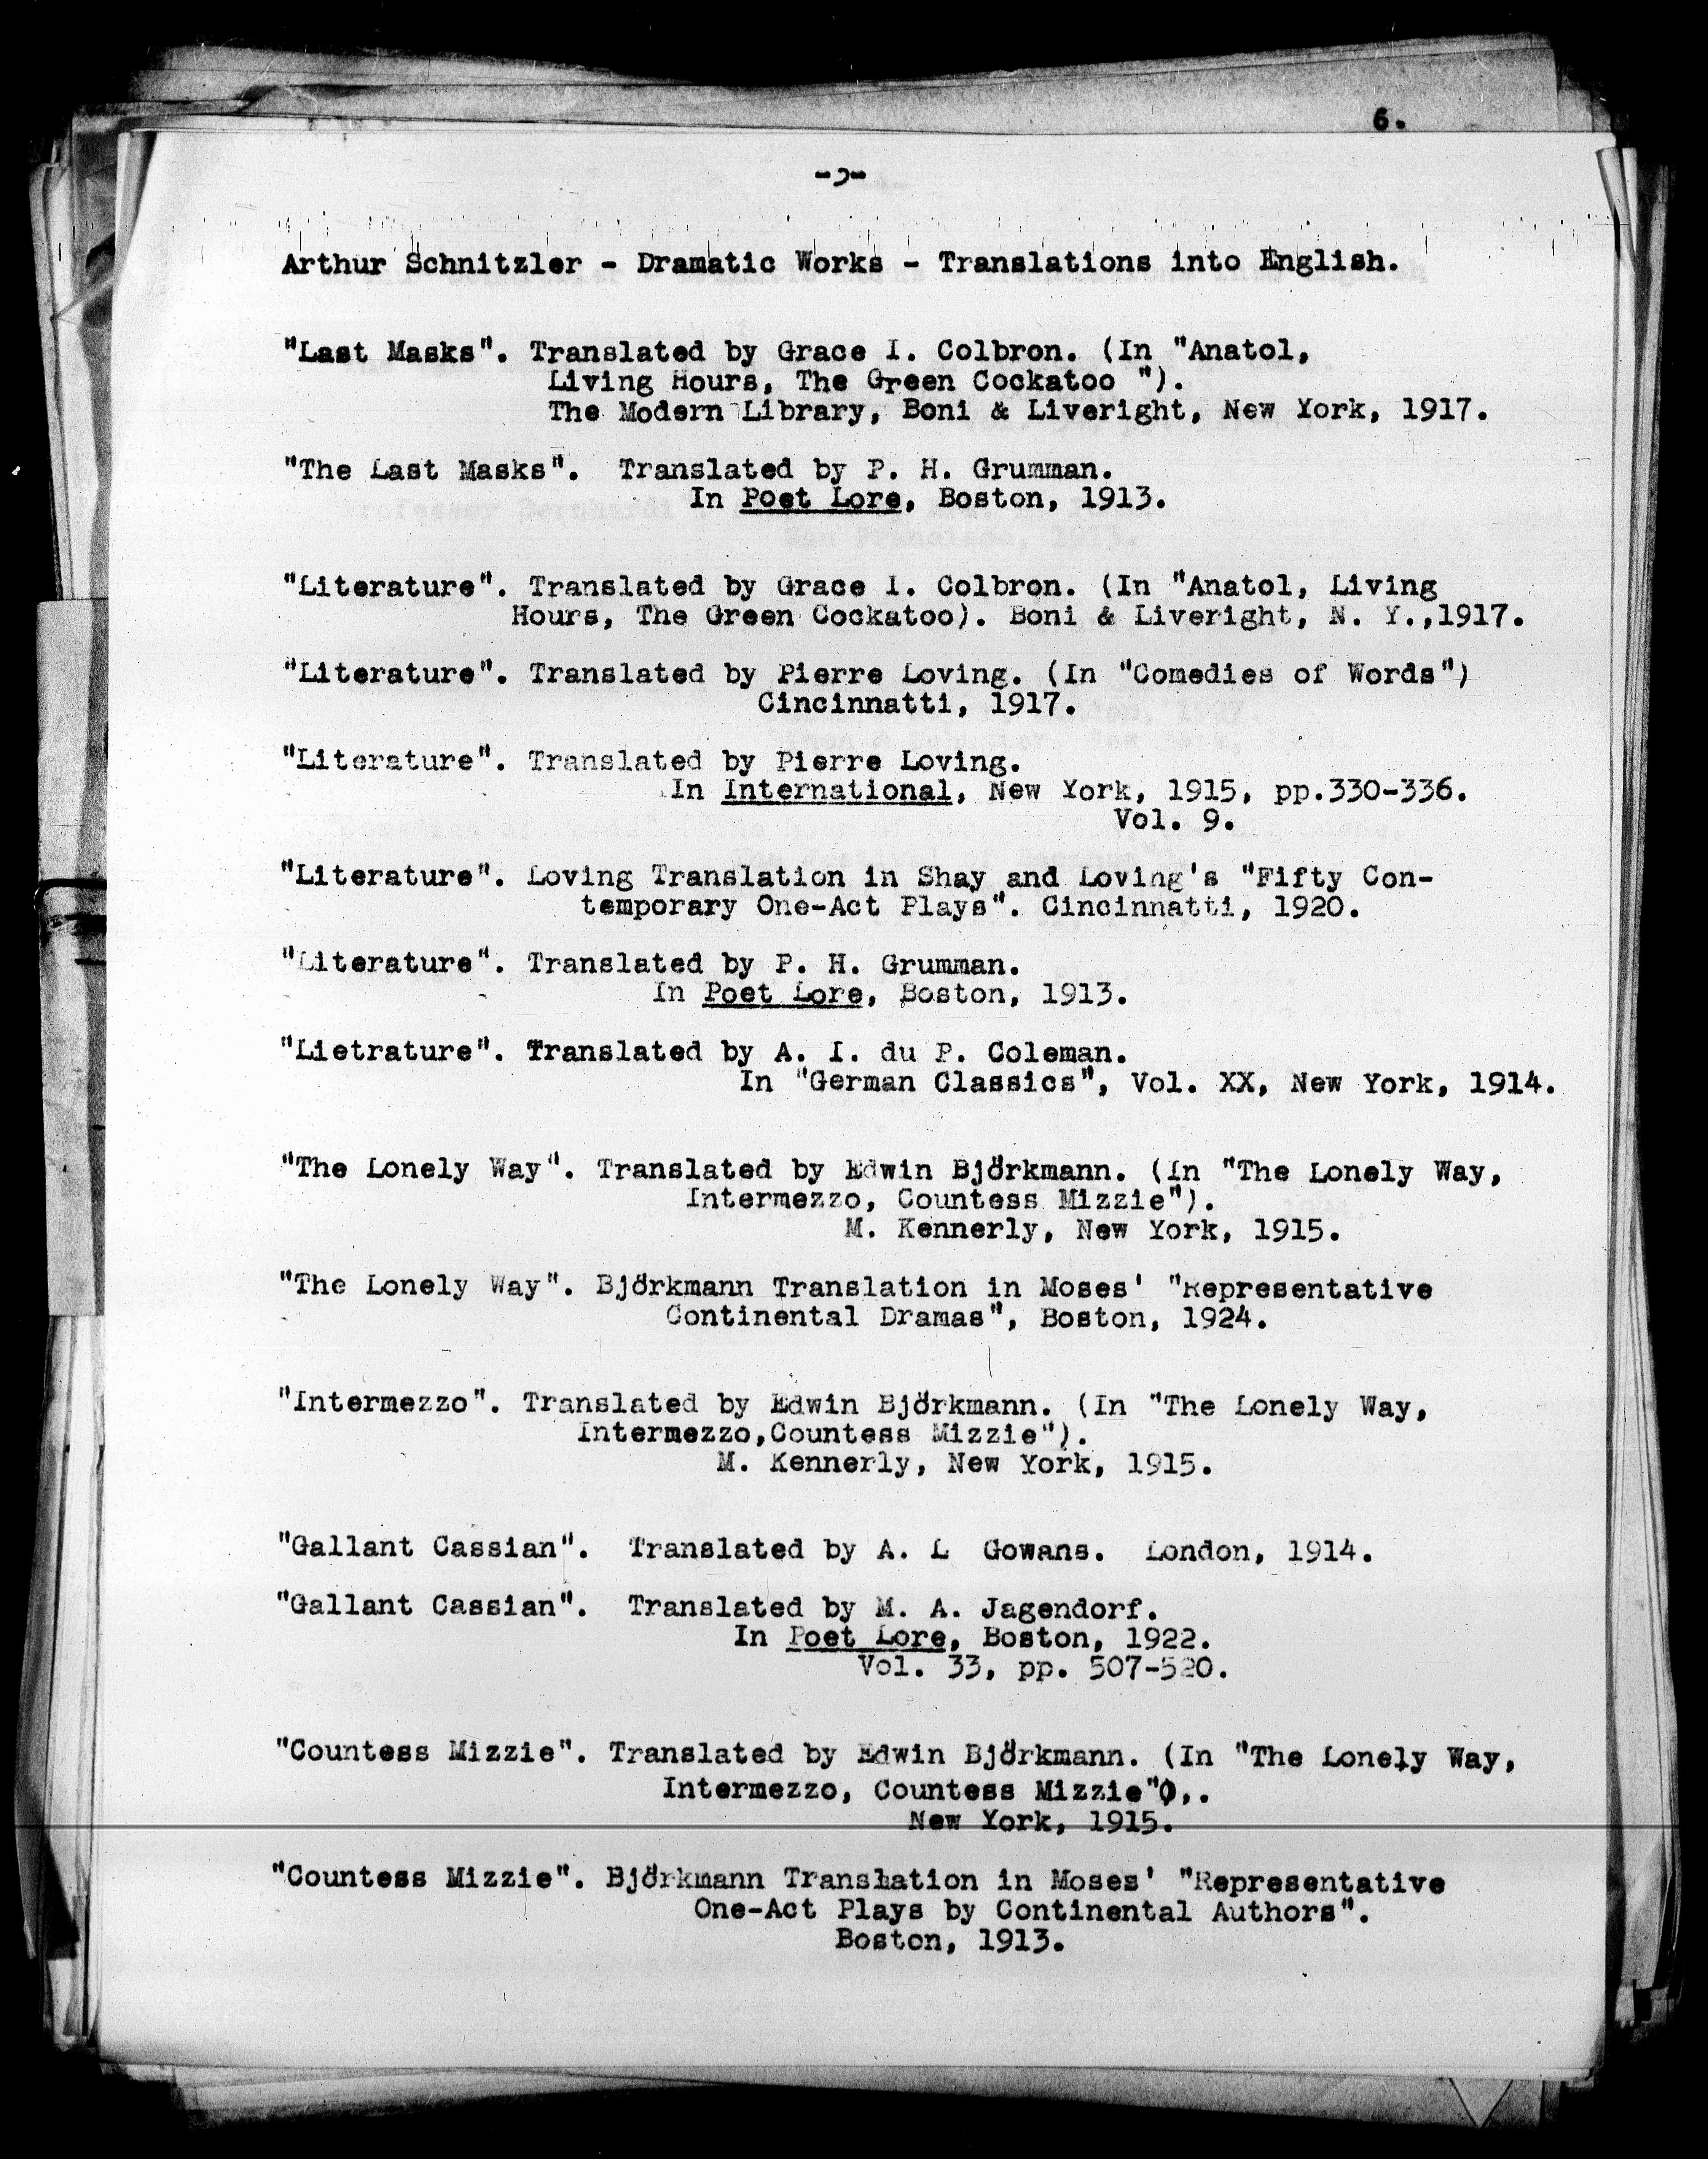 6.
Arthur Schnitzler - Dramatic Works - Translations into English.
"Last Masks". Translated by Grace I. Colbron. (In "Anatol,
Living Hours, The Green Cockatoo ").
The Modern Library, Boni & Liveright, New York, 1917.
"The Last Masks".  Translated by P. H. Grumman.
In Poet Lore, Boston, 1913.
"Literature". Translated by Grace I. Colbron. (In "Anatol, Living
Hours, The Green Cockatoo). Boni & Liveright, N. Y.,1917.
"Literature". Translated by Pierre Loving. (In "Comedies of Words")
Cincinnatti, 1917.
"Literature". Translated by Pierre Loving.
In International, New York, 1915, pp.330-336.
Vol. 9.
"Literature". Loving Translation in Shay and Loving's "Fifty Con-
temporary One-Act Plays". Cincinnatti, 1920.
"Literature". Translated by P. H. Grumman.
In Poet Lore, Boston, 1913.
"Lietrature". Translated by A. I. du P. Coleman.
In "German Classics", Vol. XX, New York, 1914.
"The Lonely Way". Translated by Edwin Björkmann. (In "The Lonely Way,
Intermezzo, Countess Mizzie").
M. Kennerly, New York, 1915.
"The Lonely Way". Björkmann Translation in Moses' "Representative
Continental Dramas", Boston, 1924.
"Intermezzo". Translated by Edwin Björkmann. (In "The Lonely Way,
Intermezzo,Countess Mizzie").
M. Kennerly, New York, 1915.
"Gallant Cassian".  Translated by A. L  Gowans.  London, 1914.
"Gallant Cassian".  Translated by M. A. Jagendorf.
In Poet Lore, Boston, 1922.
Vol. 33, pp. 507-520.
"Countess Mizzie". Translated by Edwin Björkmann. (In "The Lonely Way,
Intermezzo, Countess Mizzie"),.
New York, 1915.
"Countess Mizzie". Björkmann Translation in Moses' "Representative
One-Act Plays by Continental Authors".
Boston, 1913.